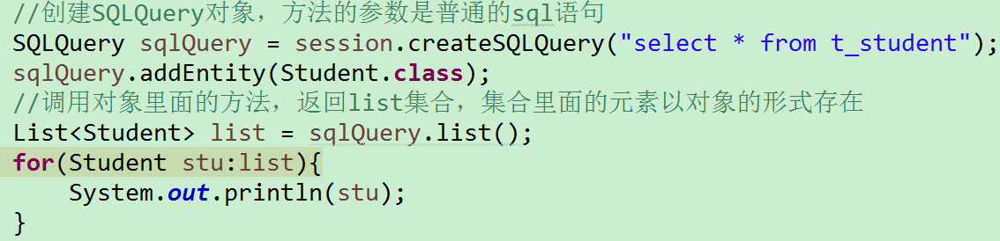 //创建SQLQuery对象，方法的参数是普通的sql语句
SQLQuery sqlQuery = session.createSQLQuery("select * from t_student");
sqlQuery.addEntity(Student.class);
//调用对象里面的方法，返回list集合，集合里面的元素以对象的形式存在
List<Student> list = sqlQuery.list();
for(Student stu:list){
    System.out.println(stu);
}